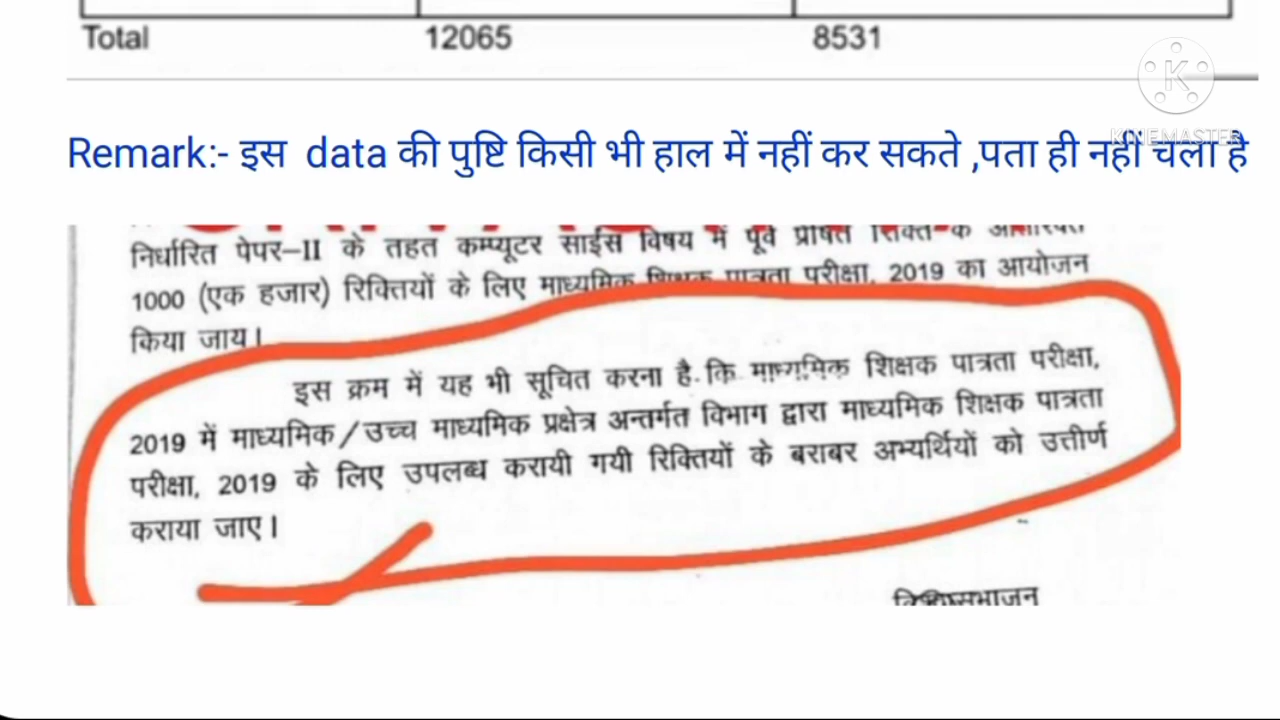 Total 12065 8531
KINEMASTER
Remark:- इस data की पुष्टि किसी भी हाल में नहीं कर सकते ,पता ही नही चला है
निर्धारित पेपर–II के तहत कम्प्यूटर साईंस विषय में पूर्व प्रेषित
1000 (एक हजार) रिक्तियों के लिए माध्यमिक शिक्षक पात्रता परीक्षा, 2019 का आयोजन
किया जाय।
इस क्रम में यह भी सूचित करना है कि माध्यमिक शिक्षक पात्रता परीक्षा,
2019 में माध्यमिक/उच्च माध्यमिक प्रक्षेत्र अन्तर्गत विभाग द्वारा माध्यमिक शिक्षक पात्रता
परीक्षा, 2019 के लिए उपलब्ध करायी गयी रिक्तियों के बराबर अभ्यर्थियों को उत्तीर्ण
कराया जाए।